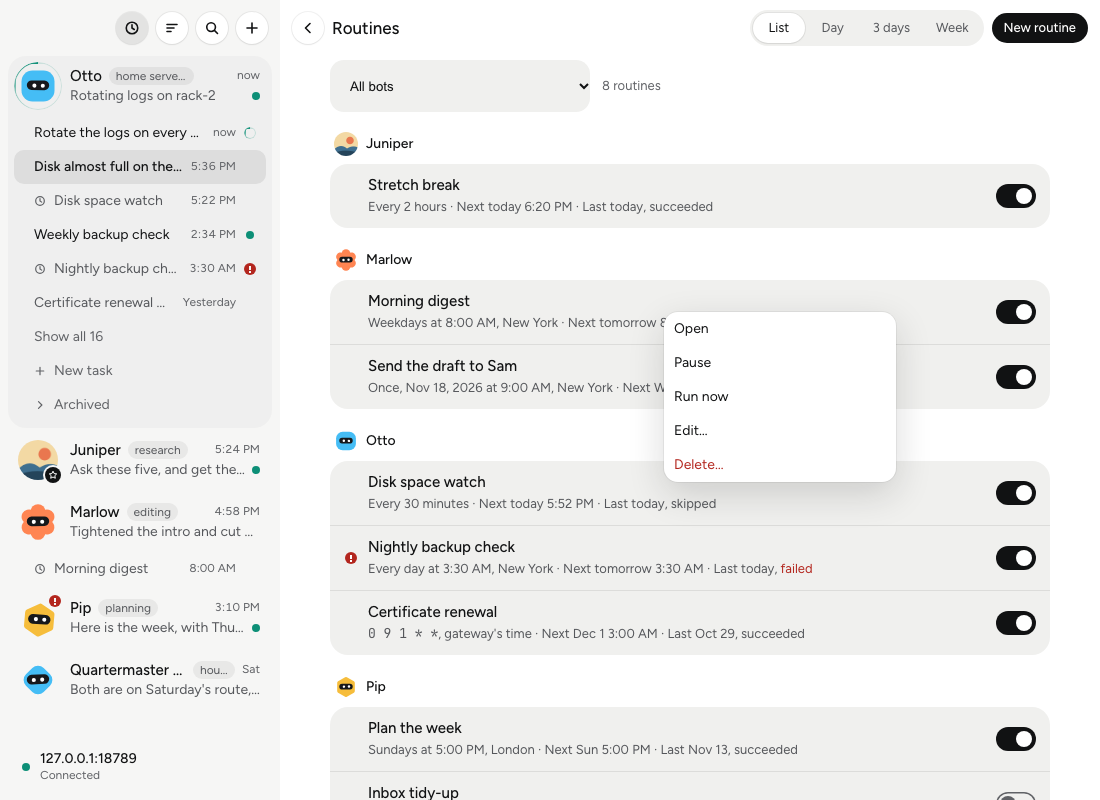 Otto
home serve...
now
Rotating logs on rack-2
Rotate the logs on every ...
now
Disk almost full on the...
5:36 PM
Disk space watch
5:22 PM
Weekly backup check
2:34 PM
Nightly backup ch...
3:30 AM
Certificate renewal ...
Yesterday
Show all 16
New task
Archived
Juniper
research
5:24 PM
Ask these five, and get the...
Marlow
editing
4:58 PM
Tightened the intro and cut ...
Morning digest
8:00 AM
Pip
planning
3:10 PM
Here is the week, with Thu...
Quartermaster ...
hou...
Sat
Both are on Saturday's route,...
127.0.0.1:18789
Connected
Routines
List
Day
3 days
Week
New routine
All bots
8 routines
Juniper
Stretch break
Every 2 hours · Next today 6:20 PM · Last today, succeeded
Marlow
Morning digest
Weekdays at 8:00 AM, New York · Next tomorrow 8
Send the draft to Sam
Once, Nov 18, 2026 at 9:00 AM, New York · Next W
Open
Pause
Run now
Edit...
Delete...
Otto
Disk space watch
Every 30 minutes · Next today 5:52 PM · Last today, skipped
Nightly backup check
Every day at 3:30 AM, New York · Next tomorrow 3:30 AM · Last today, failed
Certificate renewal
0 9 1 * *, gateway's time · Next Dec 1 3:00 AM · Last Oct 29, succeeded
Pip
Plan the week
Sundays at 5:00 PM, London · Next Sun 5:00 PM · Last Nov 13, succeeded
Inbox tidy-up